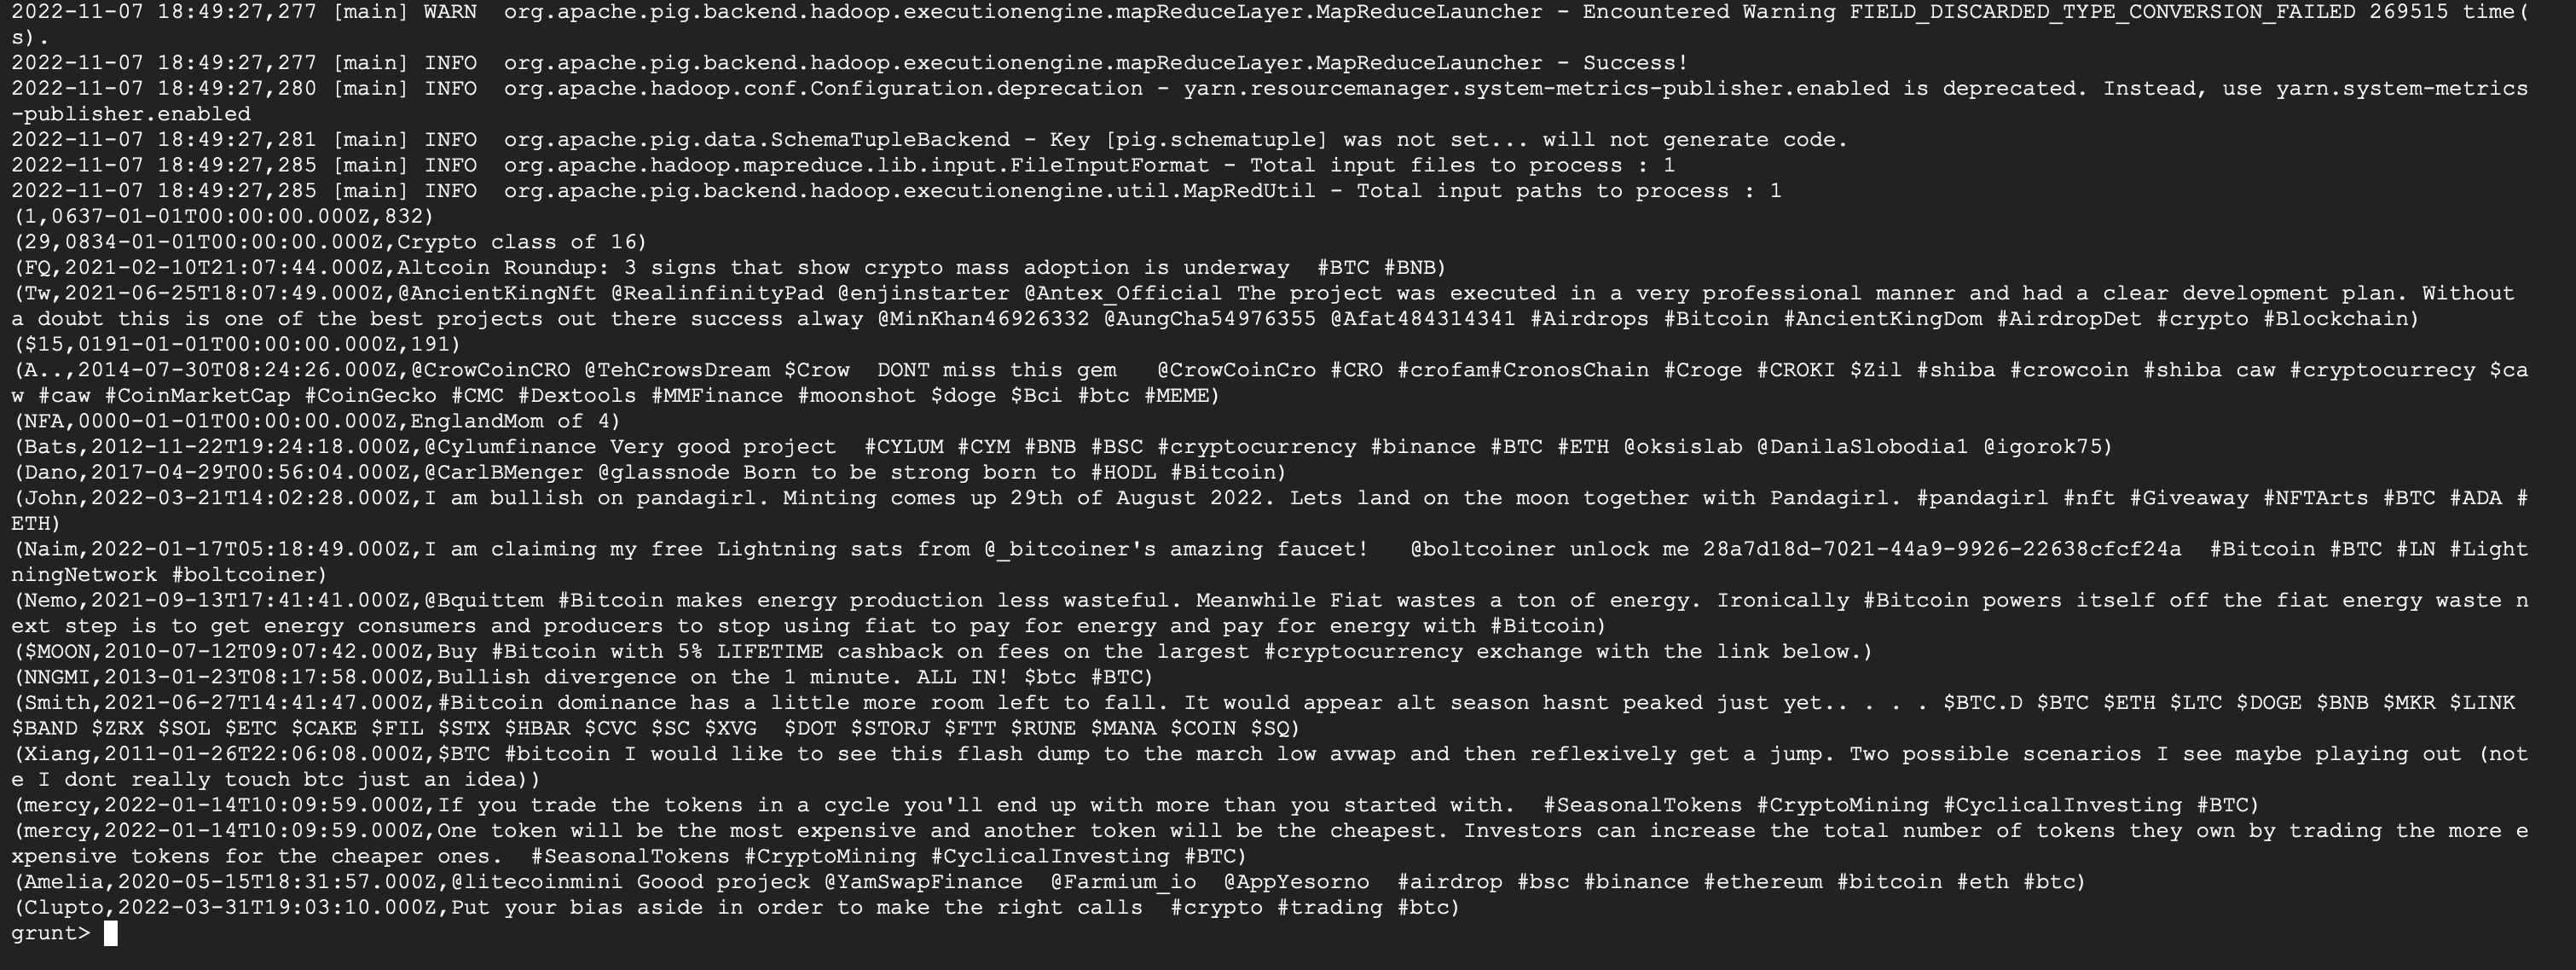 2022-11-07 18:49:27,277 [main] WARN  org.apache.pig.backend.hadoop.executionengine.mapReduceLayer.MapReduceLauncher - Encountered Warning FIELD_DISCARDED_TYPE_CONVERSION_FAILED 269515 time(
s).
2022-11-07 18:49:27,277 [main] INFO  org.apache.pig.backend.hadoop.executionengine.mapReduceLayer.MapReduceLauncher - Success!
2022-11-07 18:49:27,280 [main] INFO  org.apache.hadoop.conf.Configuration.deprecation - yarn.resourcemanager.system-metrics-publisher.enabled is deprecated. Instead, use yarn.system-metrics
-publisher.enabled
2022-11-07 18:49:27,281 [main] INFO  org.apache.pig.data.SchemaTupleBackend - Key [pig.schematuple] was not set... will not generate code.
2022-11-07 18:49:27,285 [main] INFO  org.apache.hadoop.mapreduce.lib.input.FileInputFormat - Total input files to process : 1
2022-11-07 18:49:27,285 [main] INFO  org.apache.pig.backend.hadoop.executionengine.util.MapRedUtil - Total input paths to process : 1
(1,0637-01-01T00:00:00.000Z,832)
(29,0834-01-01T00:00:00.000Z,Crypto class of 16)
(FQ,2021-02-10T21:07:44.000Z,Altcoin Roundup: 3 signs that show crypto mass adoption is underway  #BTC #BNB)
(Tw,2021-06-25T18:07:49.000Z,@AncientKingNft @RealinfinityPad @enjinstarter @Antex_Official The project was executed in a very professional manner and had a clear development plan. Without
a doubt this is one of the best projects out there success alway @MinKhan46926332 @AungCha54976355 @Afat484314341 #Airdrops #Bitcoin #AncientKingDom #AirdropDet #crypto #Blockchain)
($15,0191-01-01T00:00:00.000Z,191)
(A..,2014-07-30T08:24:26.000Z,@CrowCoinCRO @TehCrowsDream $Crow  DONT miss this gem   @CrowCoinCro #CRO #crofam#CronosChain #Croge #CROKI $Zil #shiba #crowcoin #shiba caw #cryptocurrecy $ca
w #caw #CoinMarketCap #CoinGecko #CMC #Dextools #MMFinance #moonshot $doge $Bci #btc #MEME)
(NFA,0000-01-01T00:00:00.000Z,EnglandMom of 4)
(Bats,2012-11-22T19:24:18.000Z,@Cylumfinance Very good project  #CYLUM #CYM #BNB #BSC #cryptocurrency #binance #BTC #ETH @oksislab @DanilaSlobodia1 @igorok75)
(Dano,2017-04-29T00:56:04.000Z,@CarlBMenger @glassnode Born to be strong born to #HODL #Bitcoin)
(John,2022-03-21T14:02:28.000Z,I am bullish on pandagirl. Minting comes up 29th of August 2022. Lets land on the moon together with Pandagirl. #pandagirl #nft #Giveaway #NFTArts #BTC #ADA #
ETH)
(Naim,2022-01-17T05:18:49.000Z,I am claiming my free Lightning sats from @_bitcoiner's amazing faucet!   @boltcoiner unlock me 28a7d18d-7021-44a9-9926-22638cfcf24a  #Bitcoin #BTC #LN #Light
ningNetwork #boltcoiner)
(Nemo,2021-09-13T17:41:41.000Z,@Bquittem #Bitcoin makes energy production less wasteful. Meanwhile Fiat wastes a ton of energy. Ironically #Bitcoin powers itself off the fiat energy waste n
ext step is to get energy consumers and producers to stop using fiat to pay for energy and pay for energy with #Bitcoin)
($MOON,2010-07-12T09:07:42.000Z,Buy #Bitcoin with 5% LIFETIME cashback on fees on the largest #cryptocurrency exchange with the link below.)
(NNGMI,2013-01-23T08:17:58.000Z,Bullish divergence on the 1 minute. ALL IN! $btc #BTC)
(Smith,2021-06-27T14:41:47.000Z,#Bitcoin dominance has a little more room left to fall. It would appear alt season hasnt peaked just yet.. . . . $BTC.D $BTC $ETH $LTC $DOGE $BNB $MKR $LINK
$BAND $ZRX $SOL $ETC $CAKE $FIL $STX $HBAR $CVC $SC $XVG  $DOT $STORJ $FTT $RUNE $MANA $COIN $SQ)
(Xiang,2011-01-26T22:06:08.000Z,$BTC #bitcoin I would like to see this flash dump to the march low avwap and then reflexively get a jump. Two possible scenarios I see maybe playing out (not
e I dont really touch btc just an idea))
(mercy,2022-01-14T10:09:59.000Z,If you trade the tokens in a cycle you'll end up with more than you started with.  #SeasonalTokens #CryptoMining #CyclicalInvesting #BTC)
(mercy,2022-01-14T10:09:59.000Z,One token will be the most expensive and another token will be the cheapest. Investors can increase the total number of tokens they own by trading the more e
xpensive tokens for the cheaper ones.  #SeasonalTokens #CryptoMining #CyclicalInvesting #BTC)
(Amelia,2020-05-15T18:31:57.000Z,@litecoinmini Goood projeck @YamSwapFinance  @Farmium_io  @AppYesorno  #airdrop #bsc #binance #ethereum #bitcoin #eth #btc)
(Clupto,2022-03-31T19:03:10.000Z,Put your bias aside in order to make the right calls  #crypto #trading #btc)
grunt>